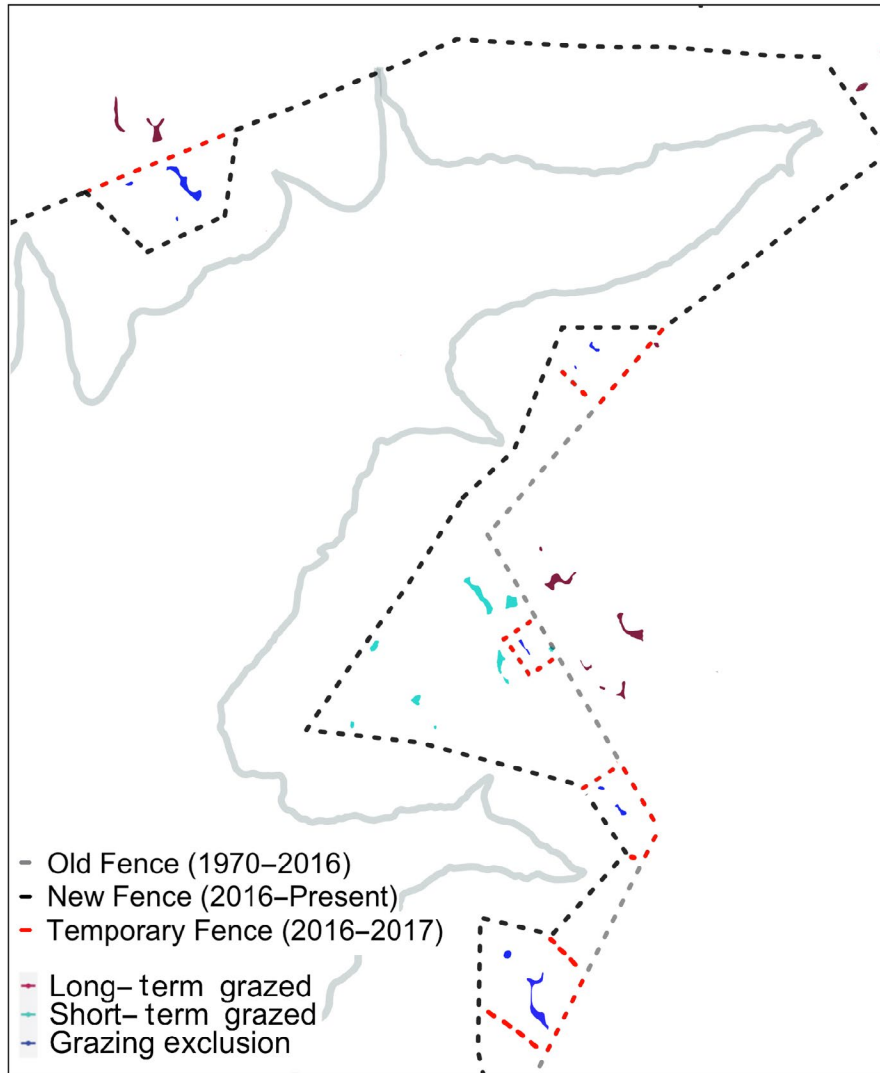 Old Fence (1970–2016)
New Fence (2016–Present)
Temporary Fence (2016–2017)
Long– term grazed
Short– term grazed
Grazing exclusion